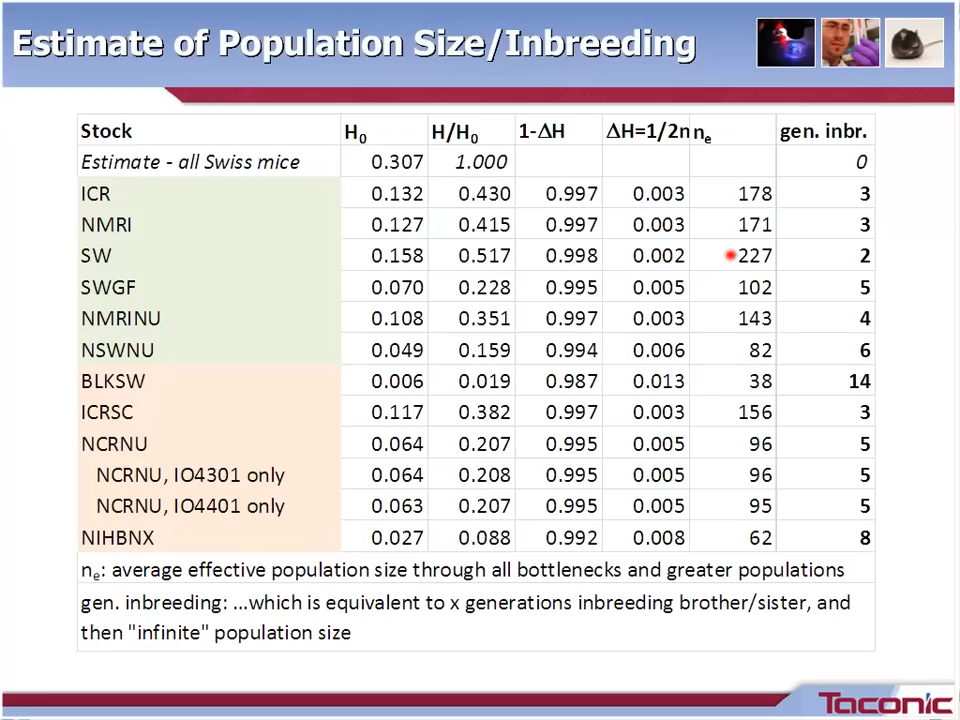 Estimate of Population Size/Inbreeding
Stock H0 H/H0 1-ΔH ΔH=1/2n ne gen. inbr.
Estimate - all Swiss mice 0.307 1.000 0
ICR 0.132 0.430 0.997 0.003 178 3
NMRI 0.127 0.415 0.997 0.003 171 3
SW 0.158 0.517 0.998 0.002 227 2
SWGF 0.070 0.228 0.995 0.005 102 5
NMRINU 0.108 0.351 0.997 0.003 143 4
NSWNU 0.049 0.159 0.994 0.006 82 6
BLKSW 0.006 0.019 0.987 0.013 38 14
ICRSC 0.117 0.382 0.997 0.003 156 3
NCRNU 0.064 0.207 0.995 0.005 96 5
NCRNU, IO4301 only 0.064 0.208 0.995 0.005 96 5
NCRNU, IO4401 only 0.063 0.207 0.995 0.005 95 5
NIHBNX 0.027 0.088 0.992 0.008 62 8
ne: average effective population size through all bottlenecks and greater populations
gen. inbreeding: ...which is equivalent to x generations inbreeding brother/sister, and
then "infinite" population size
Taconic